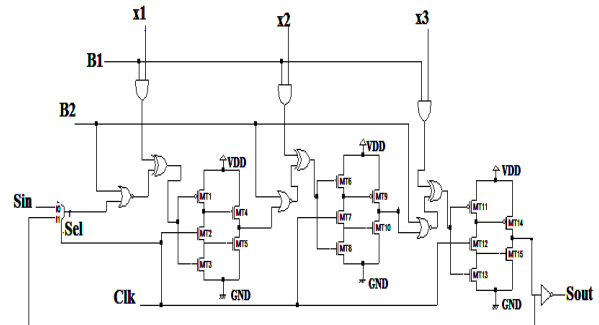 x1
x2
x3
B1
B2
VDD
VDD
VDD
MT1
MT4
MT2
MT5
MT3
MT6
MT9
MT7
MT10
MT8
MT11
MT14
MT12
MT15
MT13
Sin
Sel
Clk
GND
GND
GND
Sout